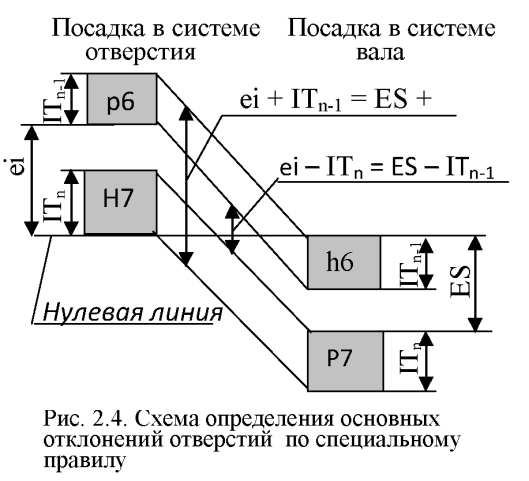 Посадка в системе
отверстия
Посадка в системе
вала
ITn-1
p6
ei + ITn-1 = ES +
ei
ei – ITn = ES – ITn-1
ITn
H7
h6
ITn-1
ES
Нулевая линия
P7
ITn
Рис. 2.4. Схема определения основных
отклонений отверстий по специальному
правилу